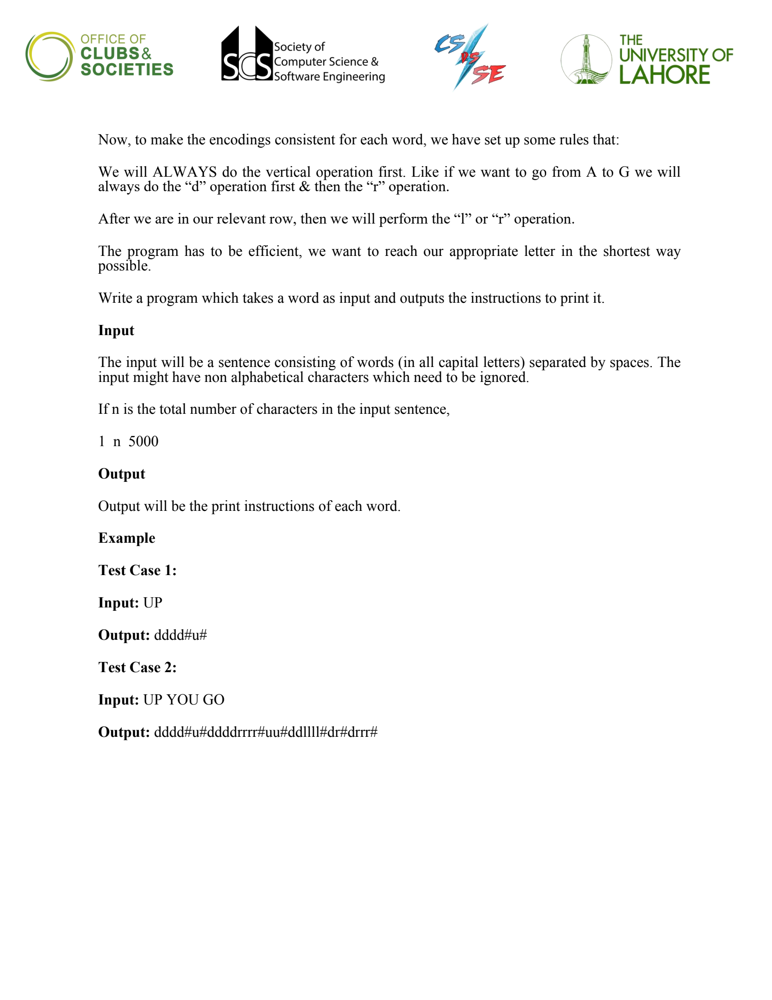 OFFICE OF
CLUBS&
SOCIETIES
SCS
Society of
Computer Science &
Software Engineering
CS
VS
SE
THE
UNIVERSITY OF
LAHORE
Now, to make the encodings consistent for each word, we have set up some rules that:
We will ALWAYS do the vertical operation first. Like if we want to go from A to G we will
always do the “d” operation first & then the “r” operation.
After we are in our relevant row, then we will perform the “l” or “r” operation.
The program has to be efficient, we want to reach our appropriate letter in the shortest way
possible.
Write a program which takes a word as input and outputs the instructions to print it.
Input
The input will be a sentence consisting of words (in all capital letters) separated by spaces. The
input might have non alphabetical characters which need to be ignored.
If n is the total number of characters in the input sentence,
1 n 5000
Output
Output will be the print instructions of each word.
Example
Test Case 1:
Input: UP
Output: dddd#u#
Test Case 2:
Input: UP YOU GO
Output: dddd#u#ddddrrrr#uu#ddllll#dr#drrr#